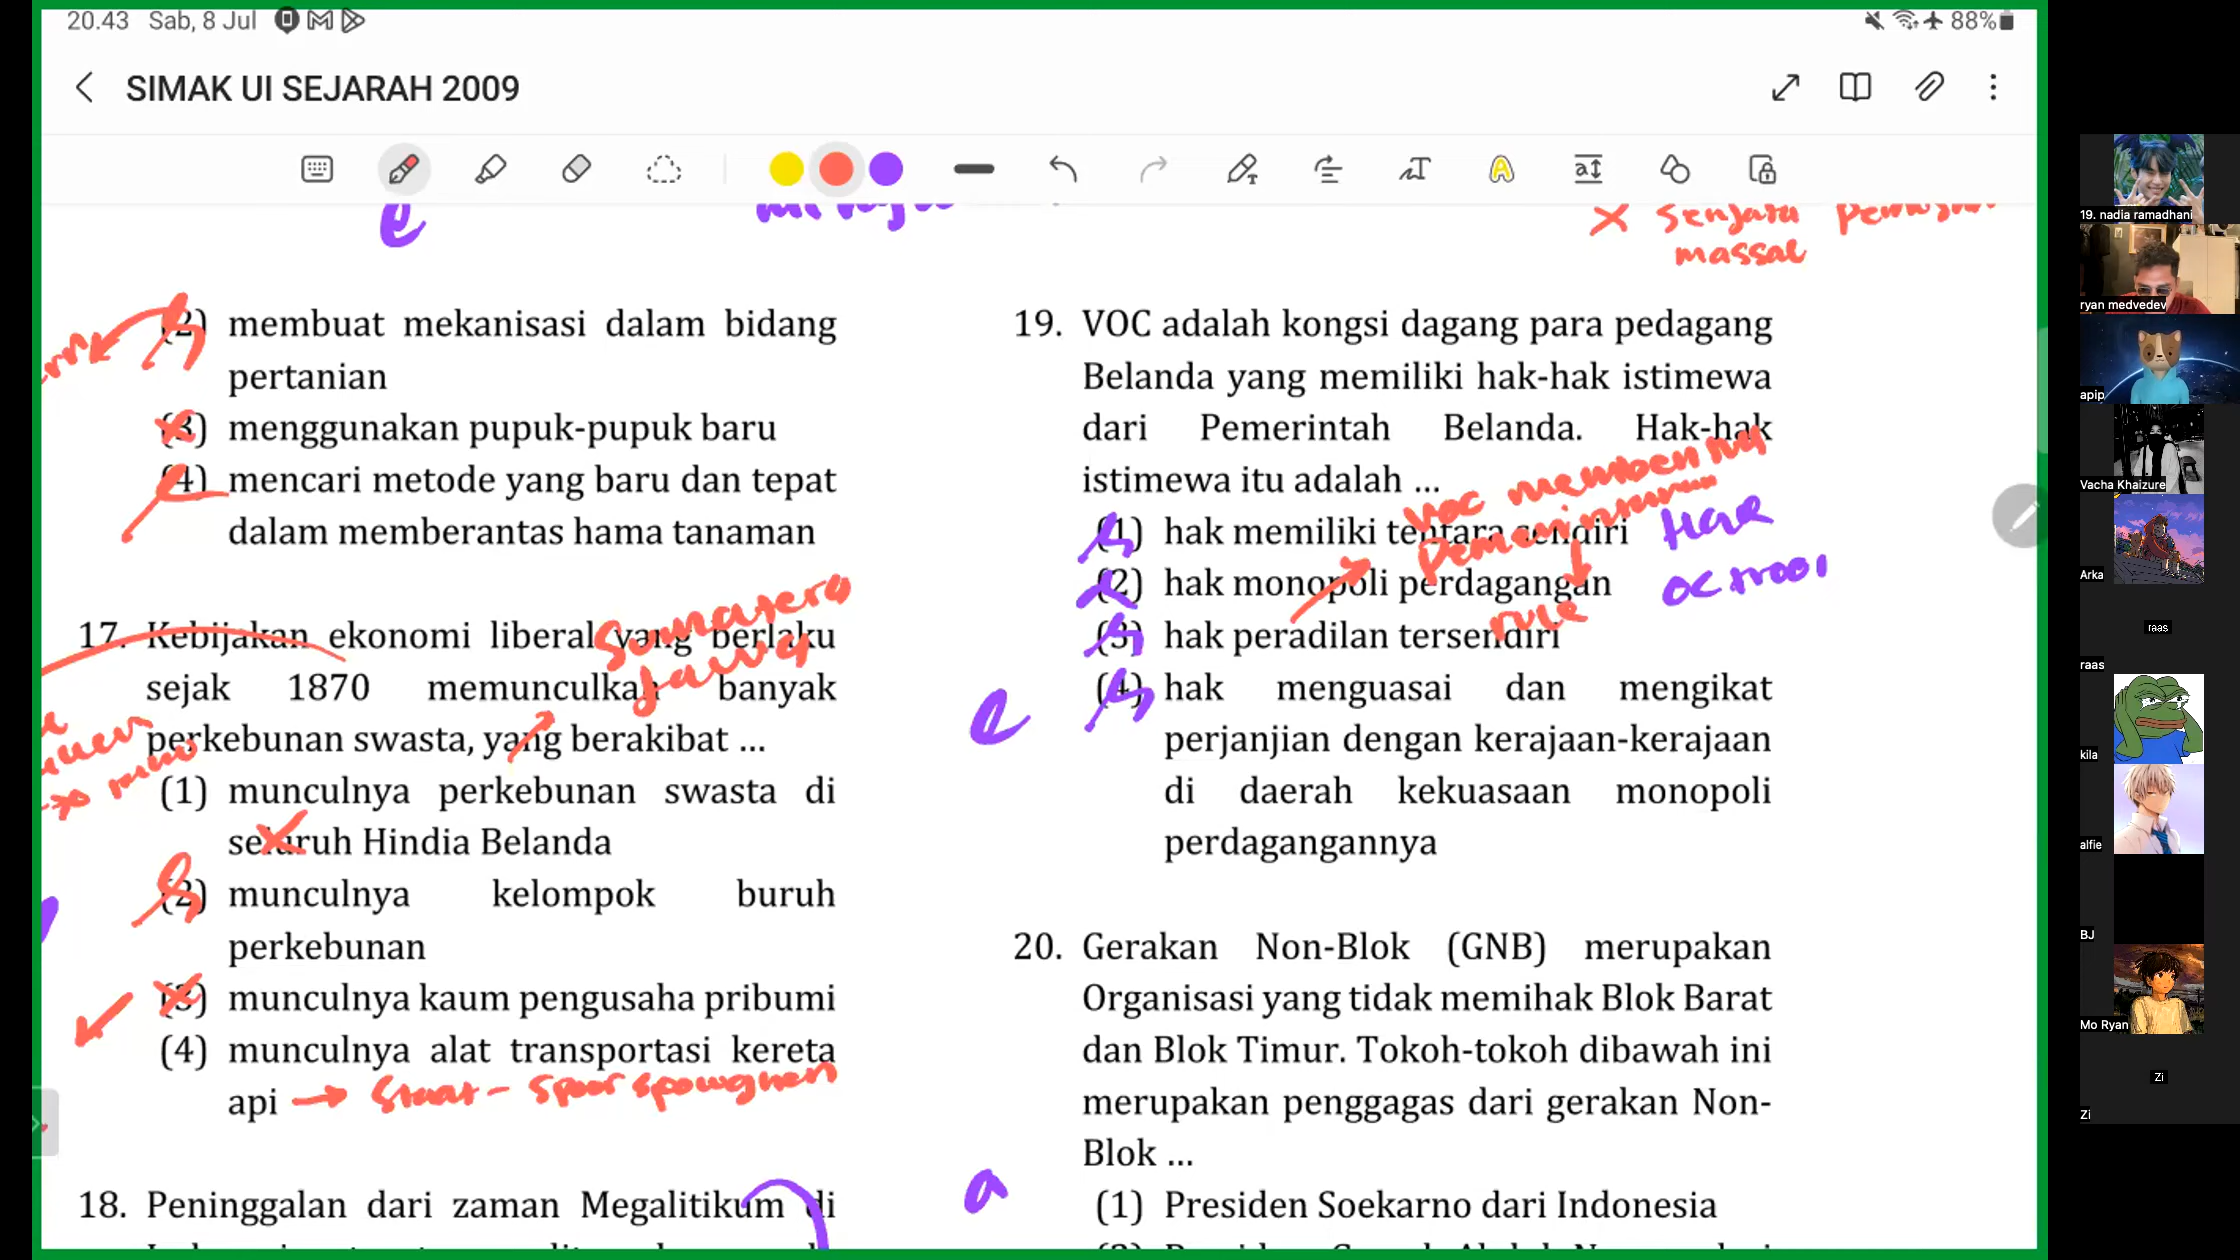 20.43 Sab, 8 Jul
88%
SIMAK UI SEJARAH 2009
e
X senjata
massal
(2) membuat mekanisasi dalam bidang
pertanian
(3) menggunakan pupuk-pupuk baru
(4) mencari metode yang baru dan tepat
dalam memberantas hama tanaman
17. Kebijakan ekonomi liberal yang berlaku
sejak 1870 memunculkan banyak
perkebunan swasta, yang berakibat ...
Sumatera
Jawa
(1) munculnya perkebunan swasta di
seluruh Hindia Belanda
(2) munculnya kelompok buruh
perkebunan
(3) munculnya kaum pengusaha pribumi
(4) munculnya alat transportasi kereta
api
18. Peninggalan dari zaman Megalitikum di
19. VOC adalah kongsi dagang para pedagang
Belanda yang memiliki hak-hak istimewa
dari Pemerintah Belanda. Hak-hak
istimewa itu adalah ...
VOC
rule
Hak
octrooi
(1) hak memiliki tentara sendiri
(2) hak monopoli perdagangan
(3) hak peradilan tersendiri
e
(4) hak menguasai dan mengikat
perjanjian dengan kerajaan-kerajaan
di daerah kekuasaan monopoli
perdagangannya
20. Gerakan Non-Blok (GNB) merupakan
Organisasi yang tidak memihak Blok Barat
dan Blok Timur. Tokoh-tokoh dibawah ini
merupakan penggagas dari gerakan Non-
Blok ...
a
(1) Presiden Soekarno dari Indonesia
19. nadia ramadhani
ryan medvedev
apip
Vacha Khaizure
Arka
raas
raas
kila
alfie
BJ
Mo Ryan
Zi
Zi